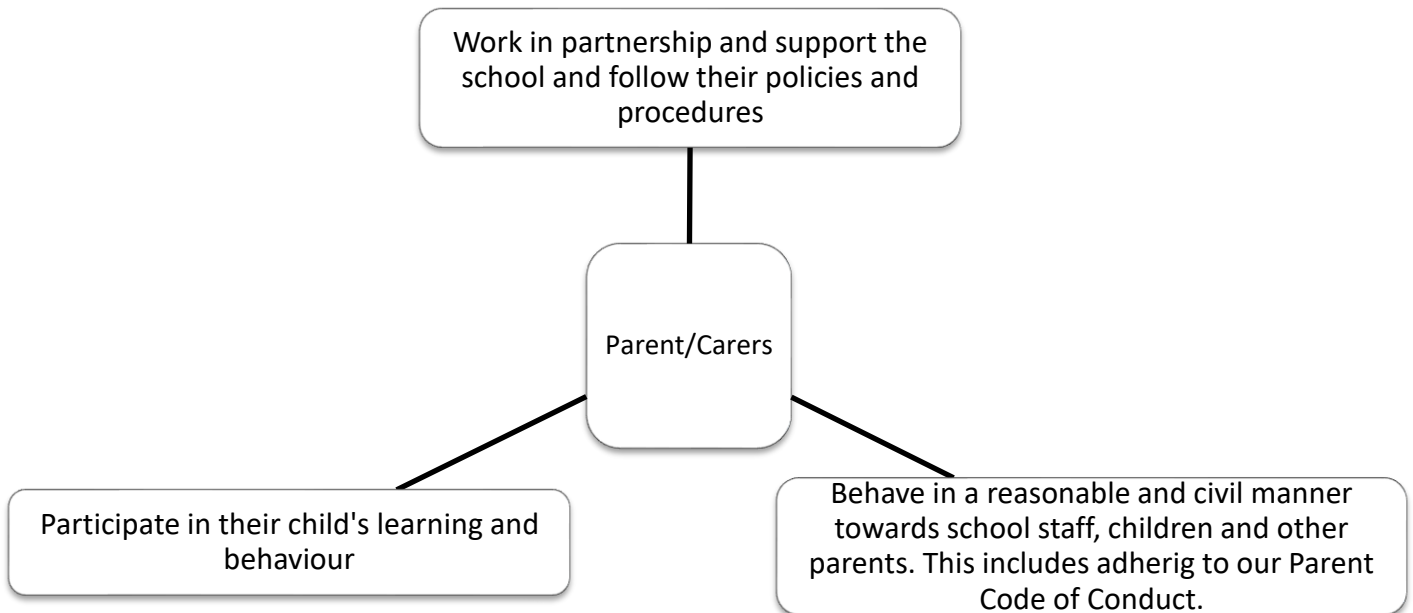 Work in partnership and support the
school and follow their policies and
procedures
Parent/Carers
Participate in their child's learning and
behaviour
Behave in a reasonable and civil manner
towards school staff, children and other
parents. This includes adherig to our Parent
Code of Conduct.